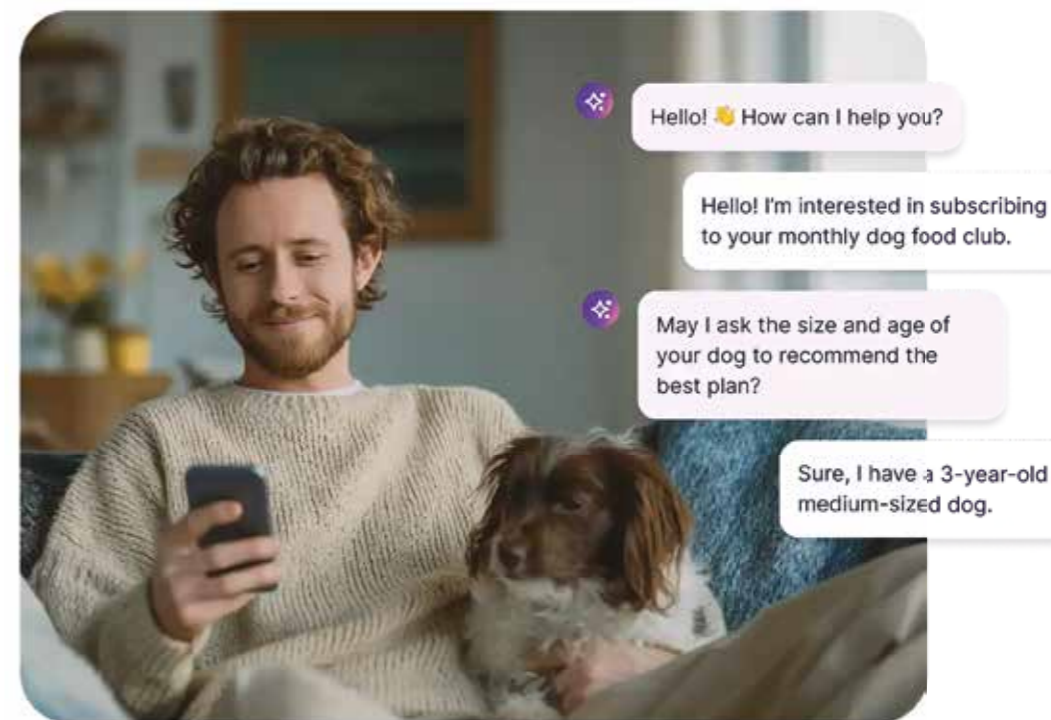 Hello! 👋 How can I help you?
Hello! I'm interested in subscribing
to your monthly dog food club.
May I ask the size and age of
your dog to recommend the
best plan?
Sure, I have a 3-year-old
medium-sized dog.